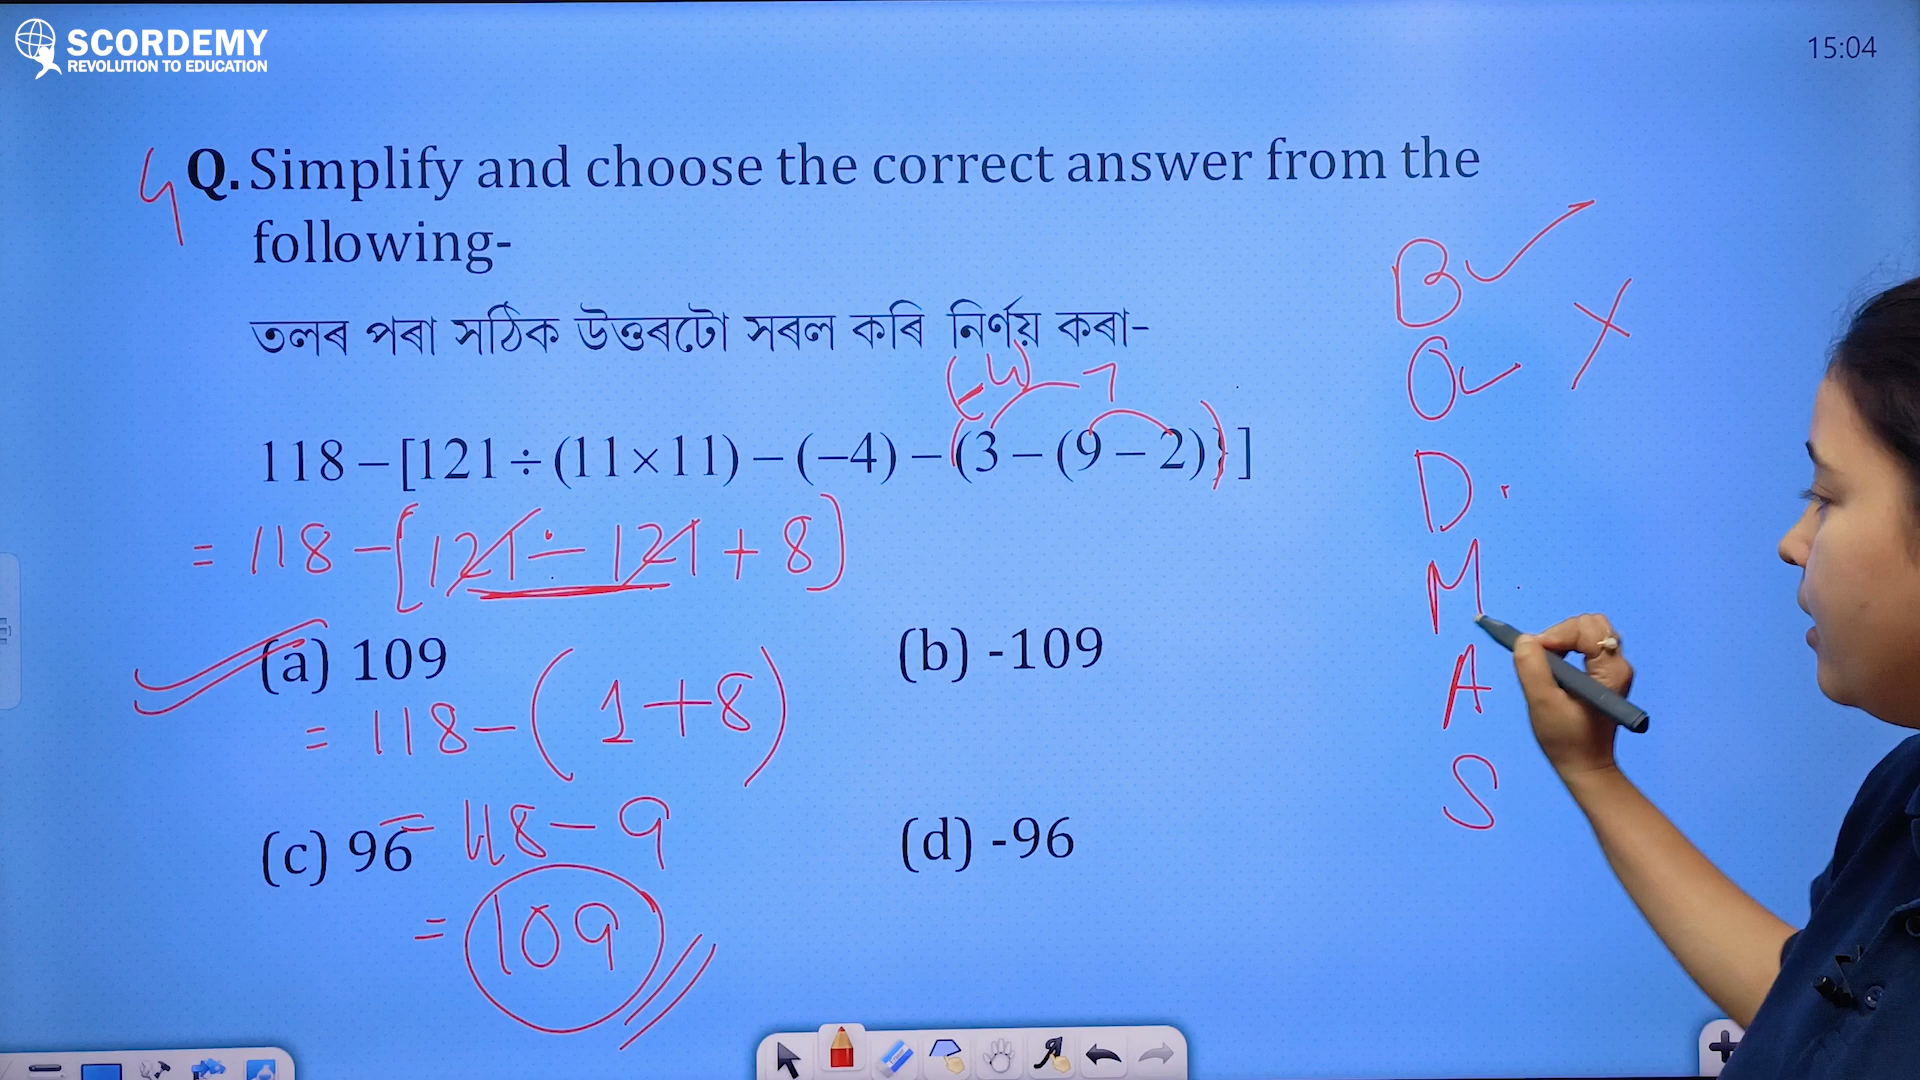 SCORDEMY
REVOLUTION TO EDUCATION
15:04
Q. Simplify and choose the correct answer from the
following-
তলৰ পৰা সঠিক উত্তৰটো সৰল কৰি নিৰ্ণয় কৰা-
(-4) 7
118 – [121 ÷ (11 × 11) – (–4) – (3 – (9 – 2)) ]
= 118 - [121 ÷ 121 + 8]
(a) 109
(b) -109
= 118 - (1 + 8)
(c) 96
(d) -96
= 118 - 9
= 109
B
O
D
M
A
S